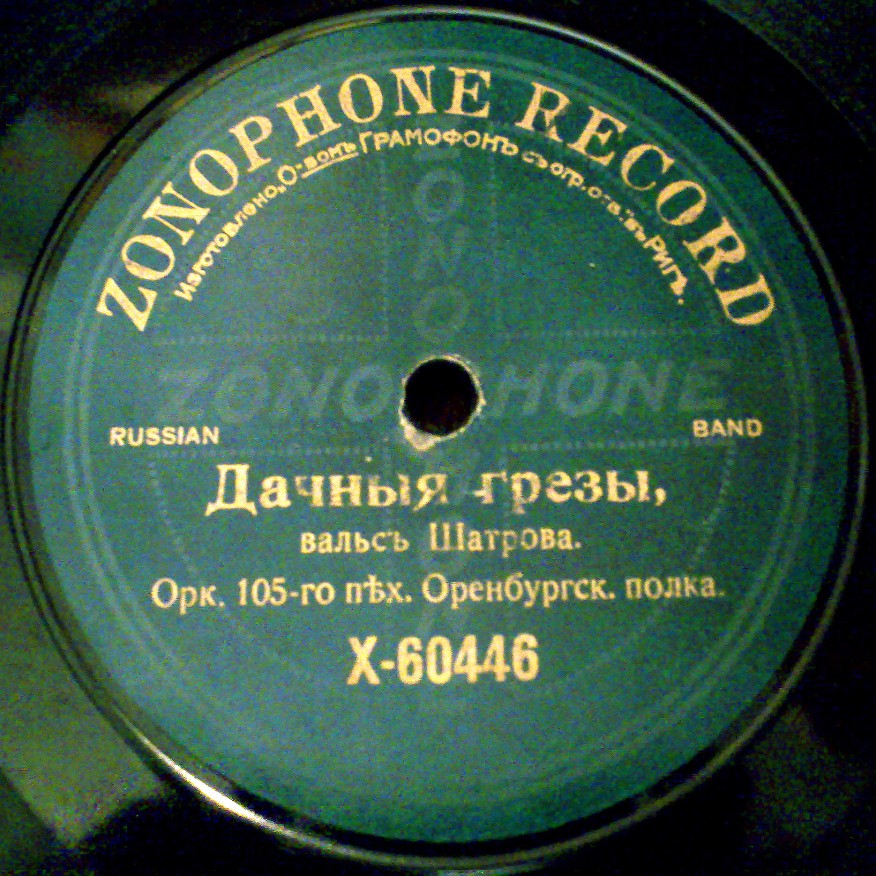 ZONOPHONE RECORD
Изготовлено „О-вомъ ГРАМОФОНЪ съ огр. отв." въ Ригѣ.
ZONOPHONE
RUSSIAN BAND
Дачныя грезы,
вальсъ Шатрова.
Орк. 105-го пѣх. Оренбургск. полка.
X-60446